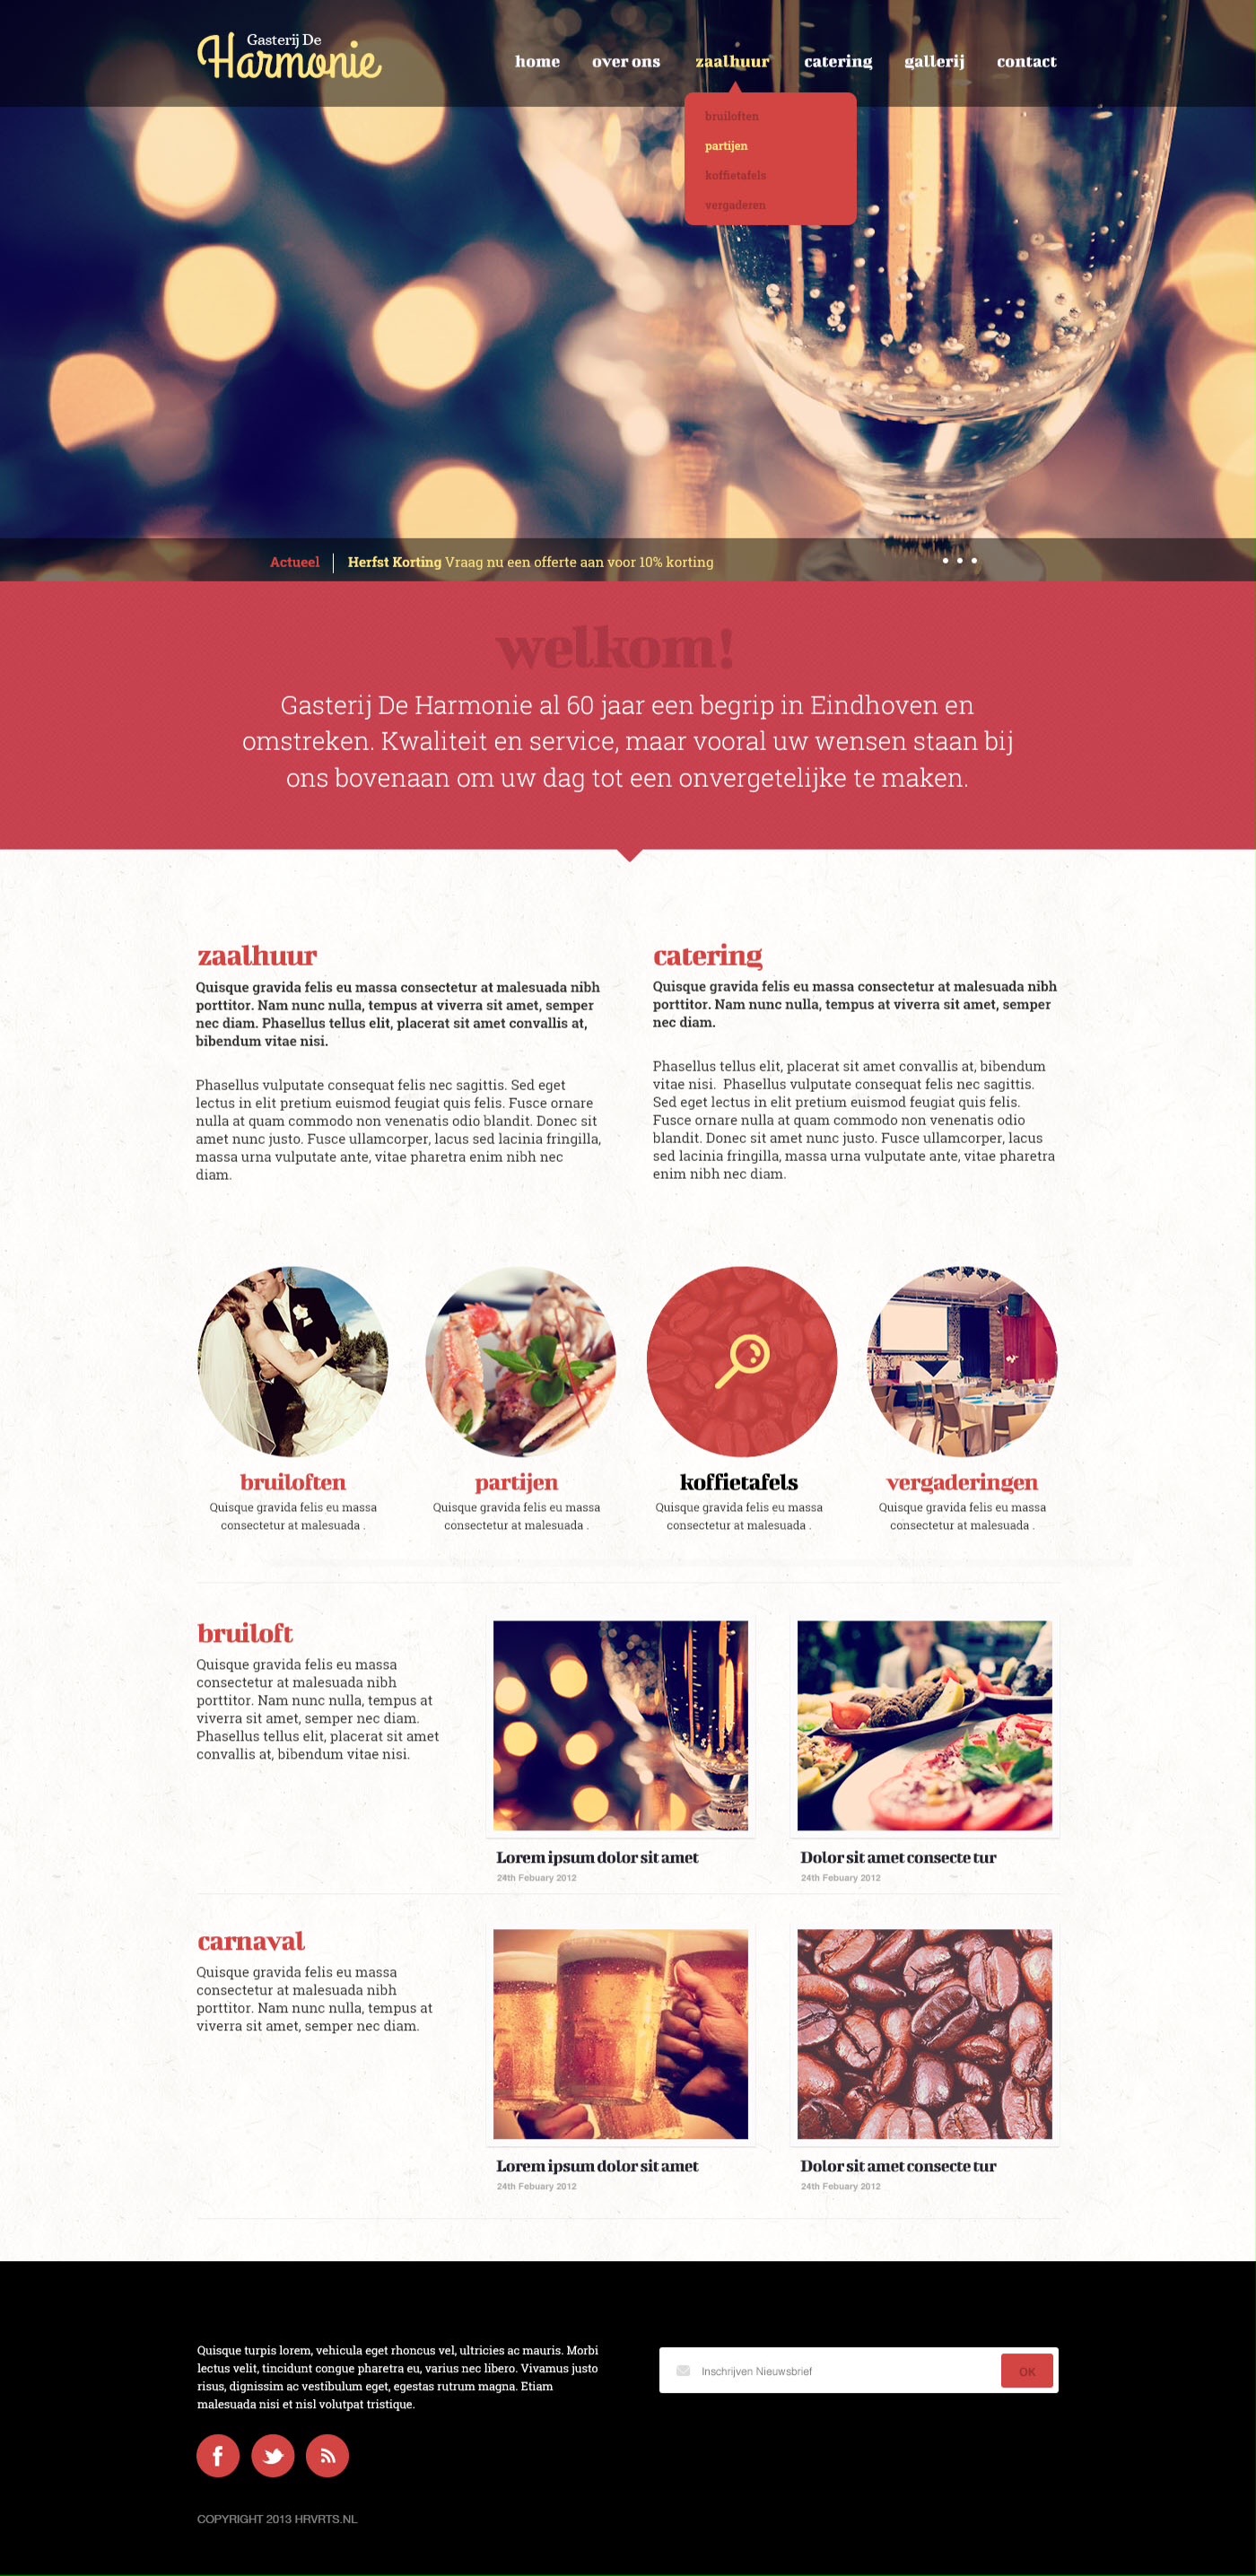 Gasterij De
Harmonie
home over ons zaalhuur catering gallerij contact
bruiloften
partijen
koffietafels
vergaderen
Actueel Herfst Korting Vraag nu een offerte aan voor 10% korting
welkom!
Gasterij De Harmonie al 60 jaar een begrip in Eindhoven en
omstreken. Kwaliteit en service, maar vooral uw wensen staan bij
ons bovenaan om uw dag tot een onvergetelijke te maken.
zaalhuur
Quisque gravida felis eu massa consectetur at malesuada nibh
porttitor. Nam nunc nulla, tempus at viverra sit amet, semper
nec diam. Phasellus tellus elit, placerat sit amet convallis at,
bibendum vitae nisi.
Phasellus vulputate consequat felis nec sagittis. Sed eget
lectus in elit pretium euismod feugiat quis felis. Fusce ornare
nulla at quam commodo non venenatis odio blandit. Donec sit
amet nunc justo. Fusce ullamcorper, lacus sed lacinia fringilla,
massa urna vulputate ante, vitae pharetra enim nibh nec
diam.
catering
Quisque gravida felis eu massa consectetur at malesuada nibh
porttitor. Nam nunc nulla, tempus at viverra sit amet, semper
nec diam.
Phasellus tellus elit, placerat sit amet convallis at, bibendum
vitae nisi. Phasellus vulputate consequat felis nec sagittis.
Sed eget lectus in elit pretium euismod feugiat quis felis.
Fusce ornare nulla at quam commodo non venenatis odio
blandit. Donec sit amet nunc justo. Fusce ullamcorper, lacus
sed lacinia fringilla, massa urna vulputate ante, vitae pharetra
enim nibh nec diam.
bruiloften
Quisque gravida felis eu massa
consectetur at malesuada .
partijen
Quisque gravida felis eu massa
consectetur at malesuada .
koffietafels
Quisque gravida felis eu massa
consectetur at malesuada .
vergaderingen
Quisque gravida felis eu massa
consectetur at malesuada .
bruiloft
Quisque gravida felis eu massa
consectetur at malesuada nibh
porttitor. Nam nunc nulla, tempus at
viverra sit amet, semper nec diam.
Phasellus tellus elit, placerat sit amet
convallis at, bibendum vitae nisi.
Lorem ipsum dolor sit amet
24th Febuary 2012
Dolor sit amet consecte tur
24th Febuary 2012
carnaval
Quisque gravida felis eu massa
consectetur at malesuada nibh
porttitor. Nam nunc nulla, tempus at
viverra sit amet, semper nec diam.
Lorem ipsum dolor sit amet
24th Febuary 2012
Dolor sit amet consecte tur
24th Febuary 2012
Quisque turpis lorem, vehicula eget rhoncus vel, ultricies ac mauris. Morbi
lectus velit, tincidunt congue pharetra eu, varius nec libero. Vivamus justo
risus, dignissim ac vestibulum eget, egestas rutrum magna. Etiam
malesuada nisi et nisl volutpat tristique.
Inschrijven Nieuwsbrief OK
COPYRIGHT 2013 HRVRTS.NL